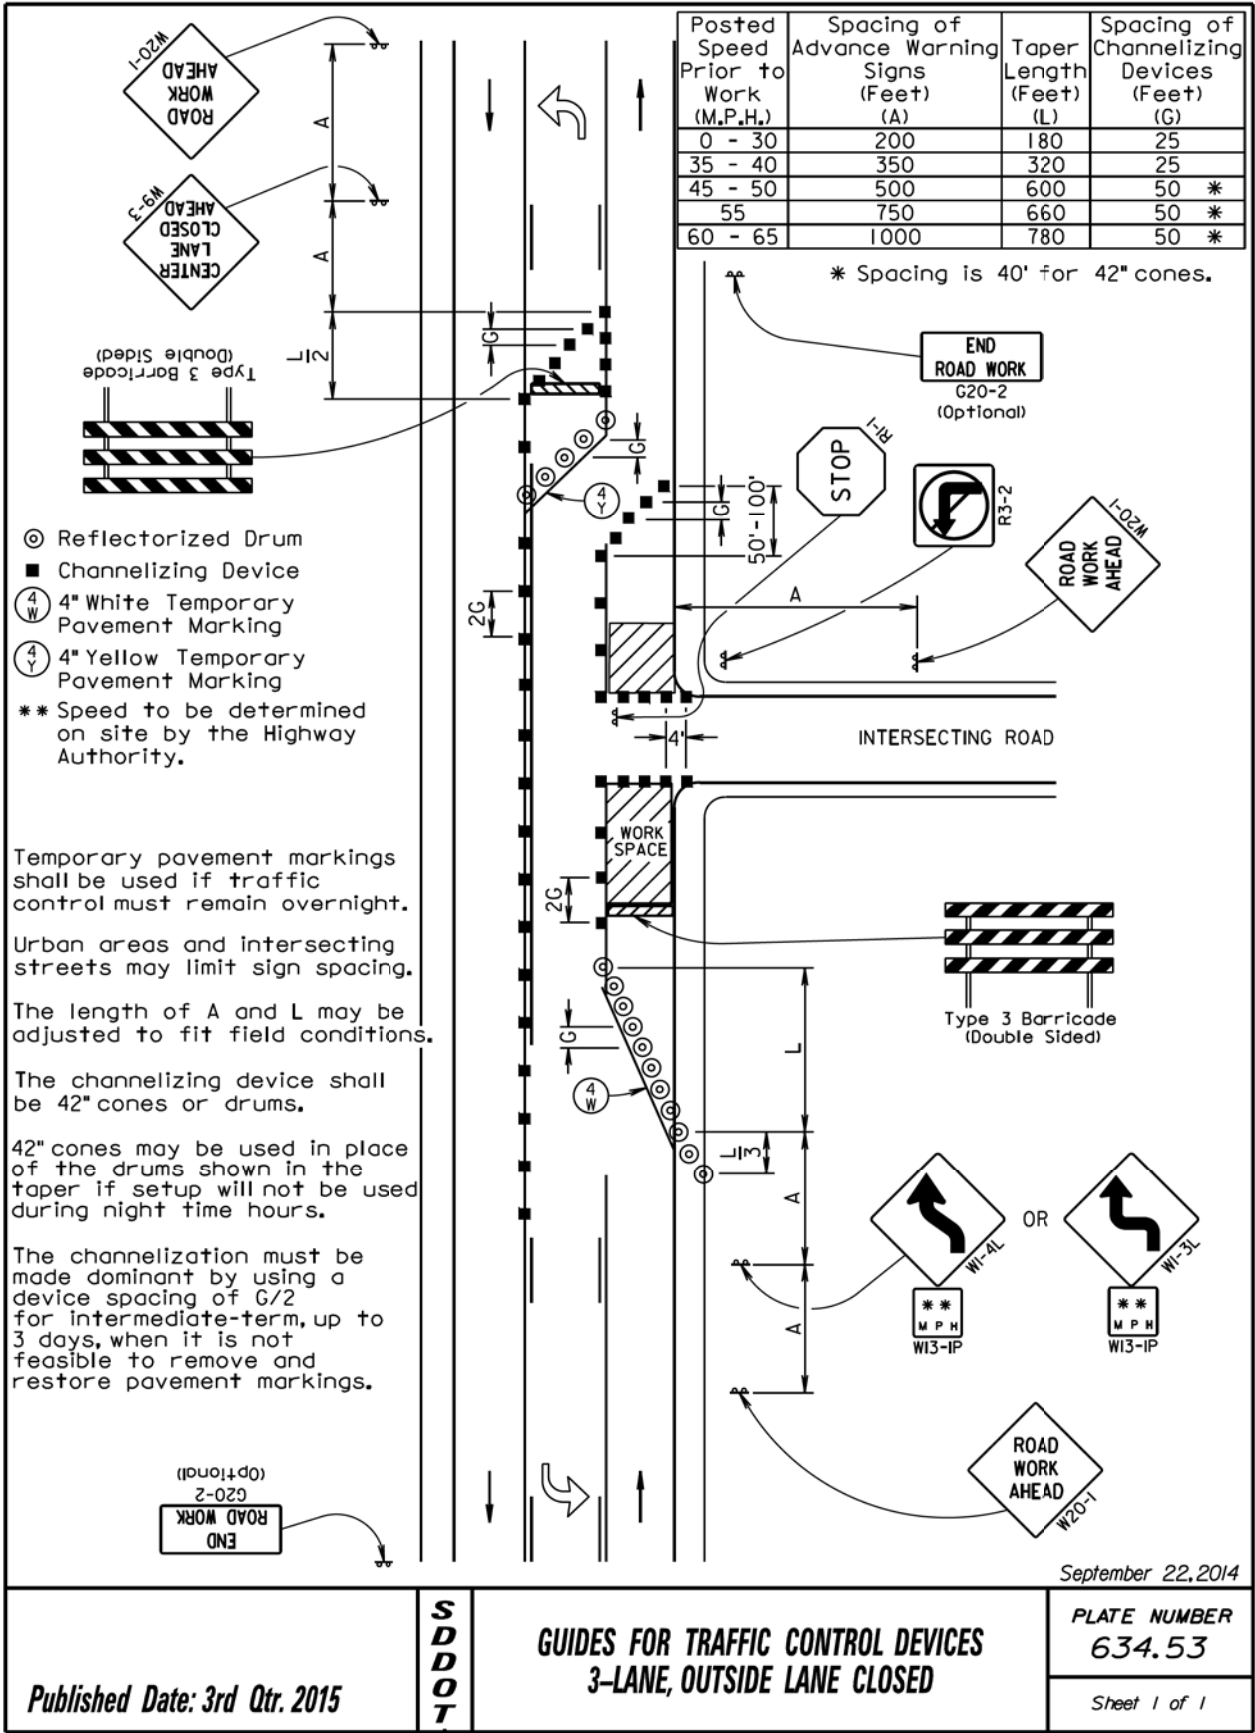 Posted Speed Prior to Work (M.P.H.)
Spacing of Advance Warning Signs (Feet) (A)
Taper Length (Feet) (L)
Spacing of Channelizing Devices (Feet) (G)
0 - 30 200 180 25
35 - 40 350 320 25
45 - 50 500 600 50 *
55 750 660 50 *
60 - 65 1000 780 50 *
* Spacing is 40' for 42" cones.
ROAD
WORK
AHEAD
W20-1
CENTER
LANE
CLOSED
AHEAD
W9-3
A
A
L/2
G
Type 3 Barricade
(Double Sided)
END
ROAD WORK
G20-2
(Optional)
STOP
R1-1
R3-2
ROAD
WORK
AHEAD
W20-1
G
4
Y
G
50'-100'
A
2G
◎ Reflectorized Drum
■ Channelizing Device
4
W
4" White Temporary
Pavement Marking
4
Y
4" Yellow Temporary
Pavement Marking
** Speed to be determined
on site by the Highway
Authority.
4'
INTERSECTING ROAD
WORK
SPACE
2G
Temporary pavement markings
shall be used if traffic
control must remain overnight.
Urban areas and intersecting
streets may limit sign spacing.
The length of A and L may be
adjusted to fit field conditions.
The channelizing device shall
be 42" cones or drums.
42" cones may be used in place
of the drums shown in the
taper if setup will not be used
during night time hours.
The channelization must be
made dominant by using a
device spacing of G/2
for intermediate-term, up to
3 days, when it is not
feasible to remove and
restore pavement markings.
Type 3 Barricade
(Double Sided)
G
L
4
W
L/3
A
A
W1-4L
OR
W1-3L
**
MPH
W13-1P
**
MPH
W13-1P
ROAD
WORK
AHEAD
W20-1
END
ROAD WORK
G20-2
(Optional)
September 22, 2014
Published Date: 3rd Qtr. 2015
SDDOT
GUIDES FOR TRAFFIC CONTROL DEVICES
3-LANE, OUTSIDE LANE CLOSED
PLATE NUMBER
634.53
Sheet 1 of 1